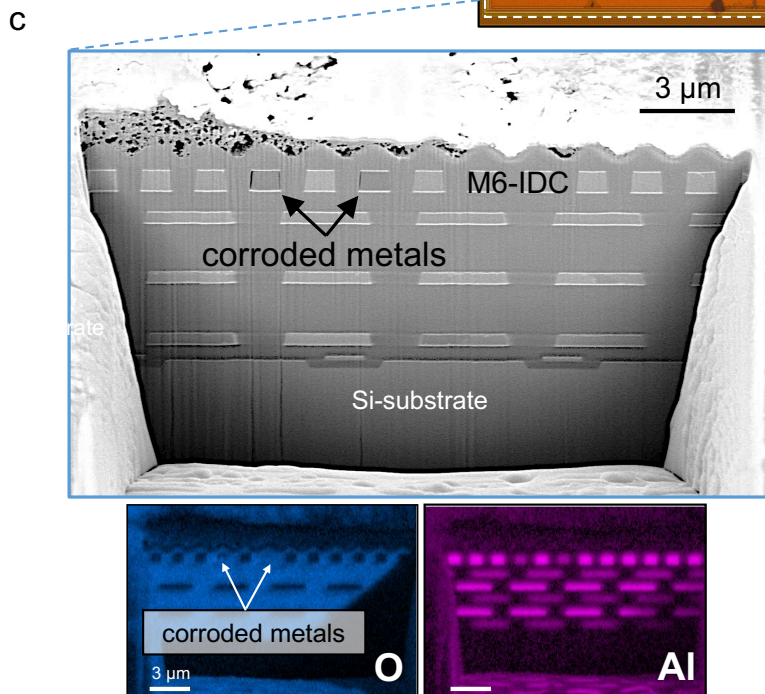 c
3 μm
M6-IDC
corroded metals
Si-substrate
corroded metals
3 μm
O
Al